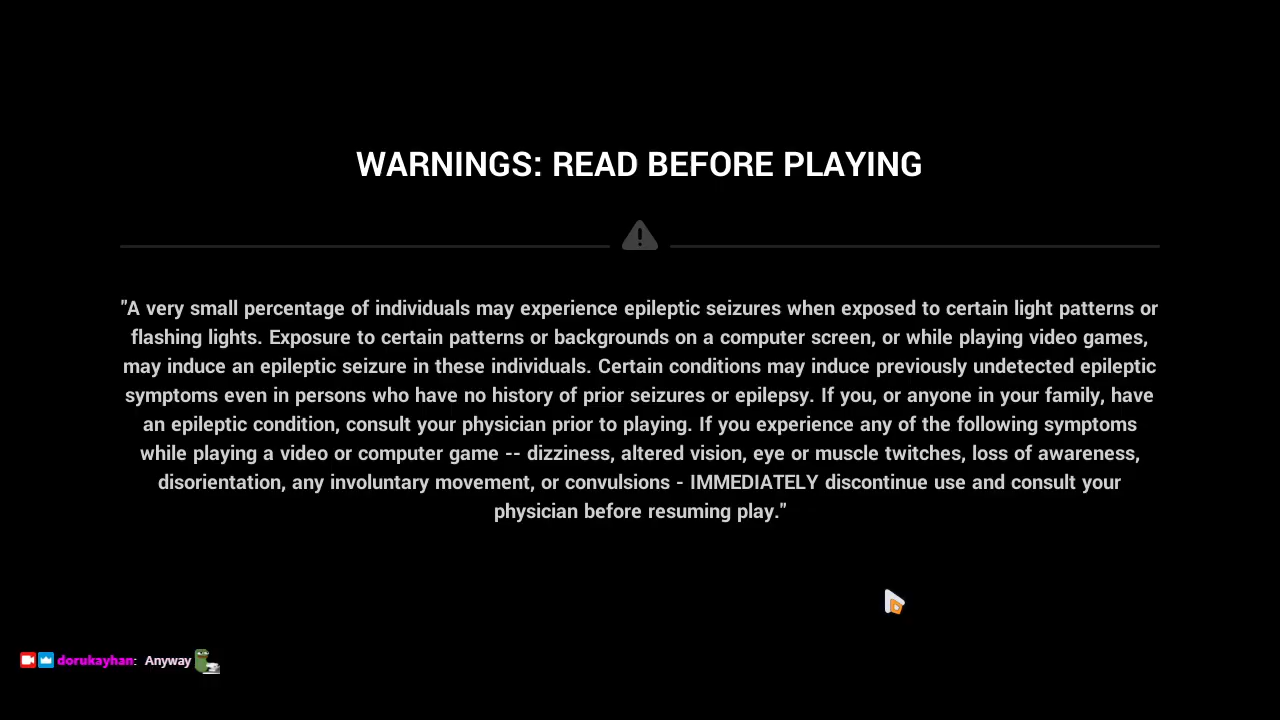 WARNINGS: READ BEFORE PLAYING
"A very small percentage of individuals may experience epileptic seizures when exposed to certain light patterns or
flashing lights. Exposure to certain patterns or backgrounds on a computer screen, or while playing video games,
may induce an epileptic seizure in these individuals. Certain conditions may induce previously undetected epileptic
symptoms even in persons who have no history of prior seizures or epilepsy. If you, or anyone in your family, have
an epileptic condition, consult your physician prior to playing. If you experience any of the following symptoms
while playing a video or computer game -- dizziness, altered vision, eye or muscle twitches, loss of awareness,
disorientation, any involuntary movement, or convulsions - IMMEDIATELY discontinue use and consult your
physician before resuming play."
dorukayhan: Anyway